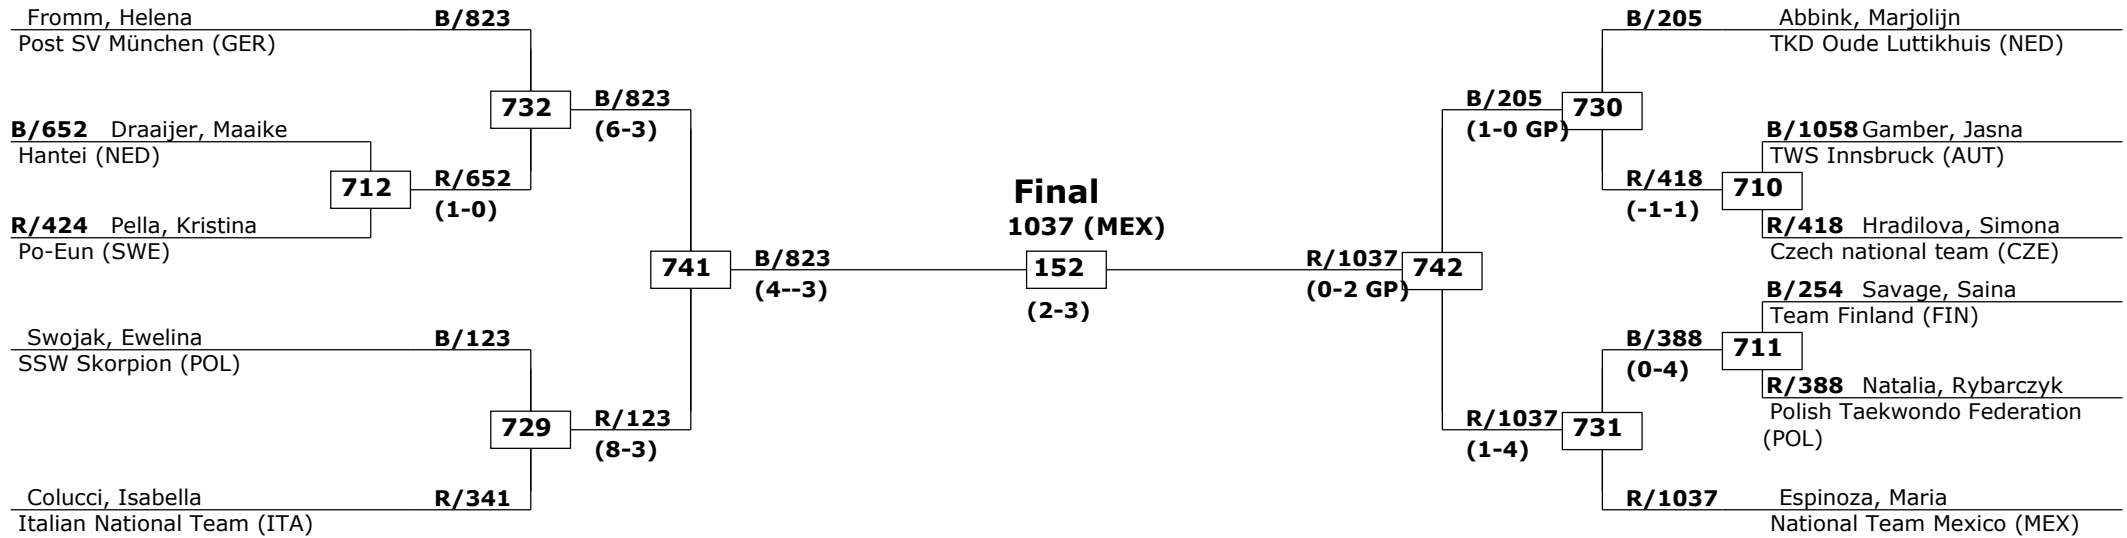 Fromm, Helena B/823
Post SV München (GER)
732
B/823
(6-3)
B/652 Draaijer, Maaike
Hantei (NED)
712
R/652
(1-0)
R/424 Pella, Kristina
Po-Eun (SWE)
741
B/823
(4--3)
Swojak, Ewelina B/123
SSW Skorpion (POL)
729
R/123
(8-3)
Colucci, Isabella R/341
Italian National Team (ITA)
Final
1037 (MEX)
152
(2-3)
B/205 Abbink, Marjolijn
TKD Oude Luttikhuis (NED)
B/205
(1-0 GP)
730
B/1058 Gamber, Jasna
TWS Innsbruck (AUT)
R/418
(-1-1)
710
R/418 Hradilova, Simona
Czech national team (CZE)
R/1037
(0-2 GP)
742
B/254 Savage, Saina
Team Finland (FIN)
B/388
(0-4)
711
R/388 Natalia, Rybarczyk
Polish Taekwondo Federation
(POL)
R/1037
(1-4)
731
R/1037 Espinoza, Maria
National Team Mexico (MEX)